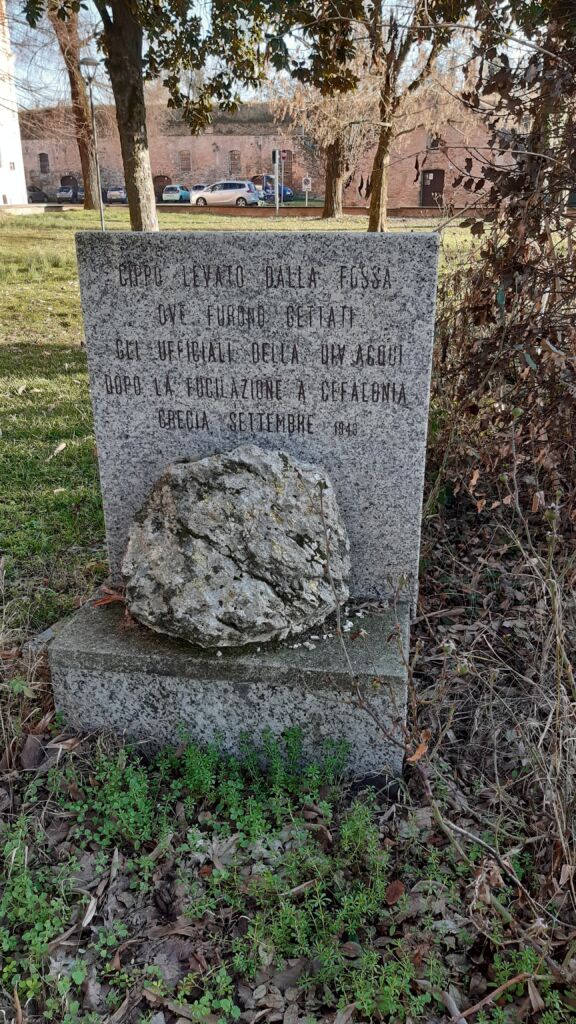 CIPPO LEVATO DALLA FOSSA
OVE FURONO GETTATI
GLI UFFICIALI DELLA DIV. ACQUI
DOPO LA FUCILAZIONE A CEFALONIA
GRECIA SETTEMBRE 1943